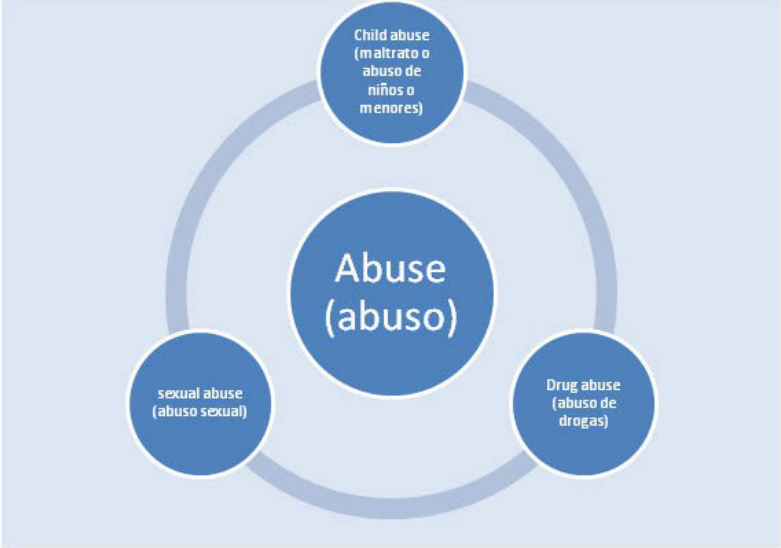 Child abuse
(maltrato o
abuso de
niños o
menores)
Abuse
(abuso)
sexual abuse
(abuso sexual)
Drug abuse
(abuso de
drogas)